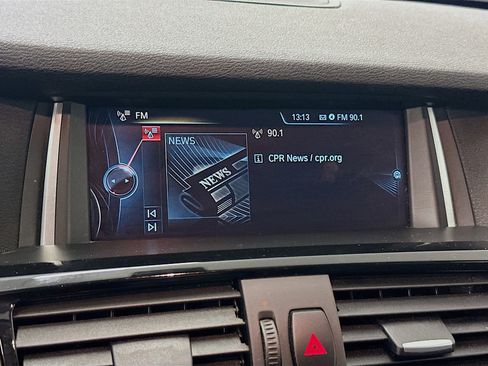 FM
13:13 FM 90.1
NEWS
90.1
NEWS
CPR News / cpr.org